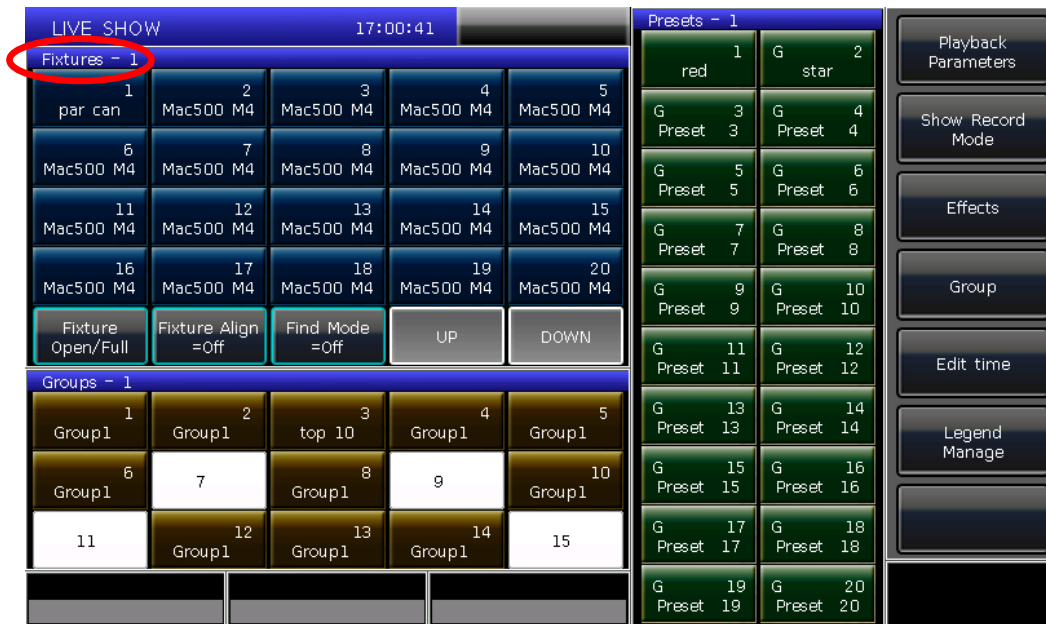 LIVE SHOW 17:00:41
Fixtures - 1
1
par can
2
Mac500 M4
3
Mac500 M4
4
Mac500 M4
5
Mac500 M4
6
Mac500 M4
7
Mac500 M4
8
Mac500 M4
9
Mac500 M4
10
Mac500 M4
11
Mac500 M4
12
Mac500 M4
13
Mac500 M4
14
Mac500 M4
15
Mac500 M4
16
Mac500 M4
17
Mac500 M4
18
Mac500 M4
19
Mac500 M4
20
Mac500 M4
Fixture
Open/Full
Fixture Align
=Off
Find Mode
=Off
UP
DOWN
Groups - 1
1
Group1
2
Group1
3
top 10
4
Group1
5
Group1
6
Group1
7
8
Group1
9
10
Group1
11
12
Group1
13
Group1
14
Group1
15
Presets - 1
1
red
G 2
star
G 3
Preset 3
G 4
Preset 4
G 5
Preset 5
G 6
Preset 6
G 7
Preset 7
G 8
Preset 8
G 9
Preset 9
G 10
Preset 10
G 11
Preset 11
G 12
Preset 12
G 13
Preset 13
G 14
Preset 14
G 15
Preset 15
G 16
Preset 16
G 17
Preset 17
G 18
Preset 18
G 19
Preset 19
G 20
Preset 20
Playback
Parameters
Show Record
Mode
Effects
Group
Edit time
Legend
Manage